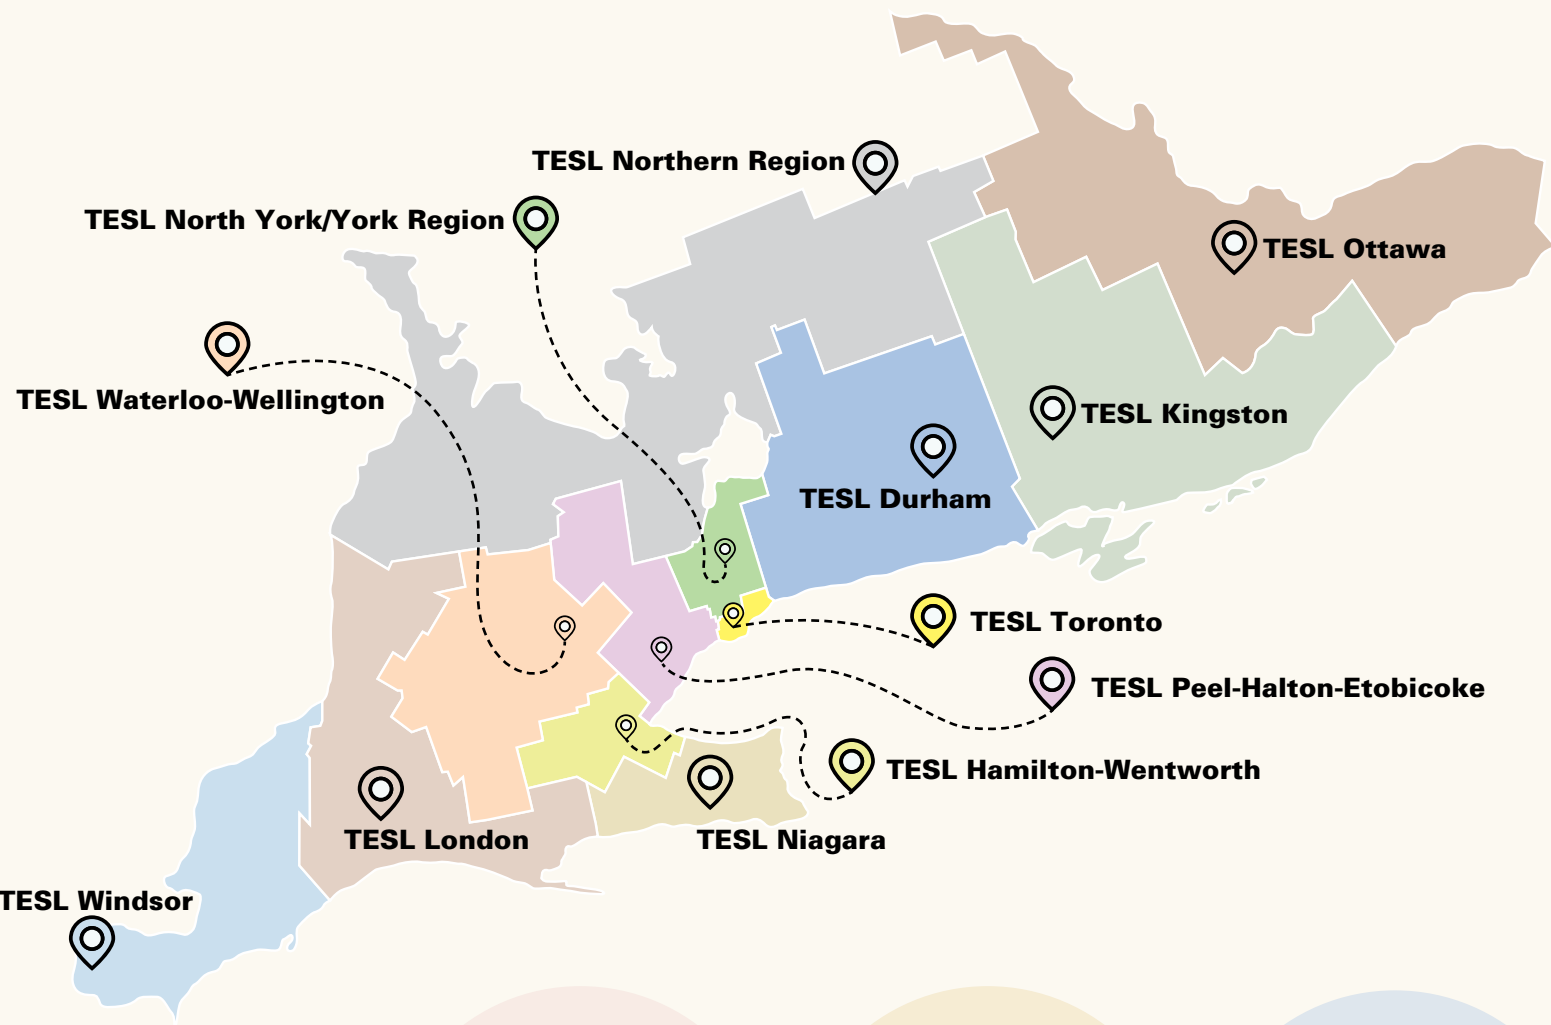 TESL Northern Region
TESL North York/York Region
TESL Ottawa
TESL Waterloo-Wellington
TESL Kingston
TESL Durham
TESL Toronto
TESL Peel-Halton-Etobicoke
TESL Hamilton-Wentworth
TESL London
TESL Niagara
TESL Windsor